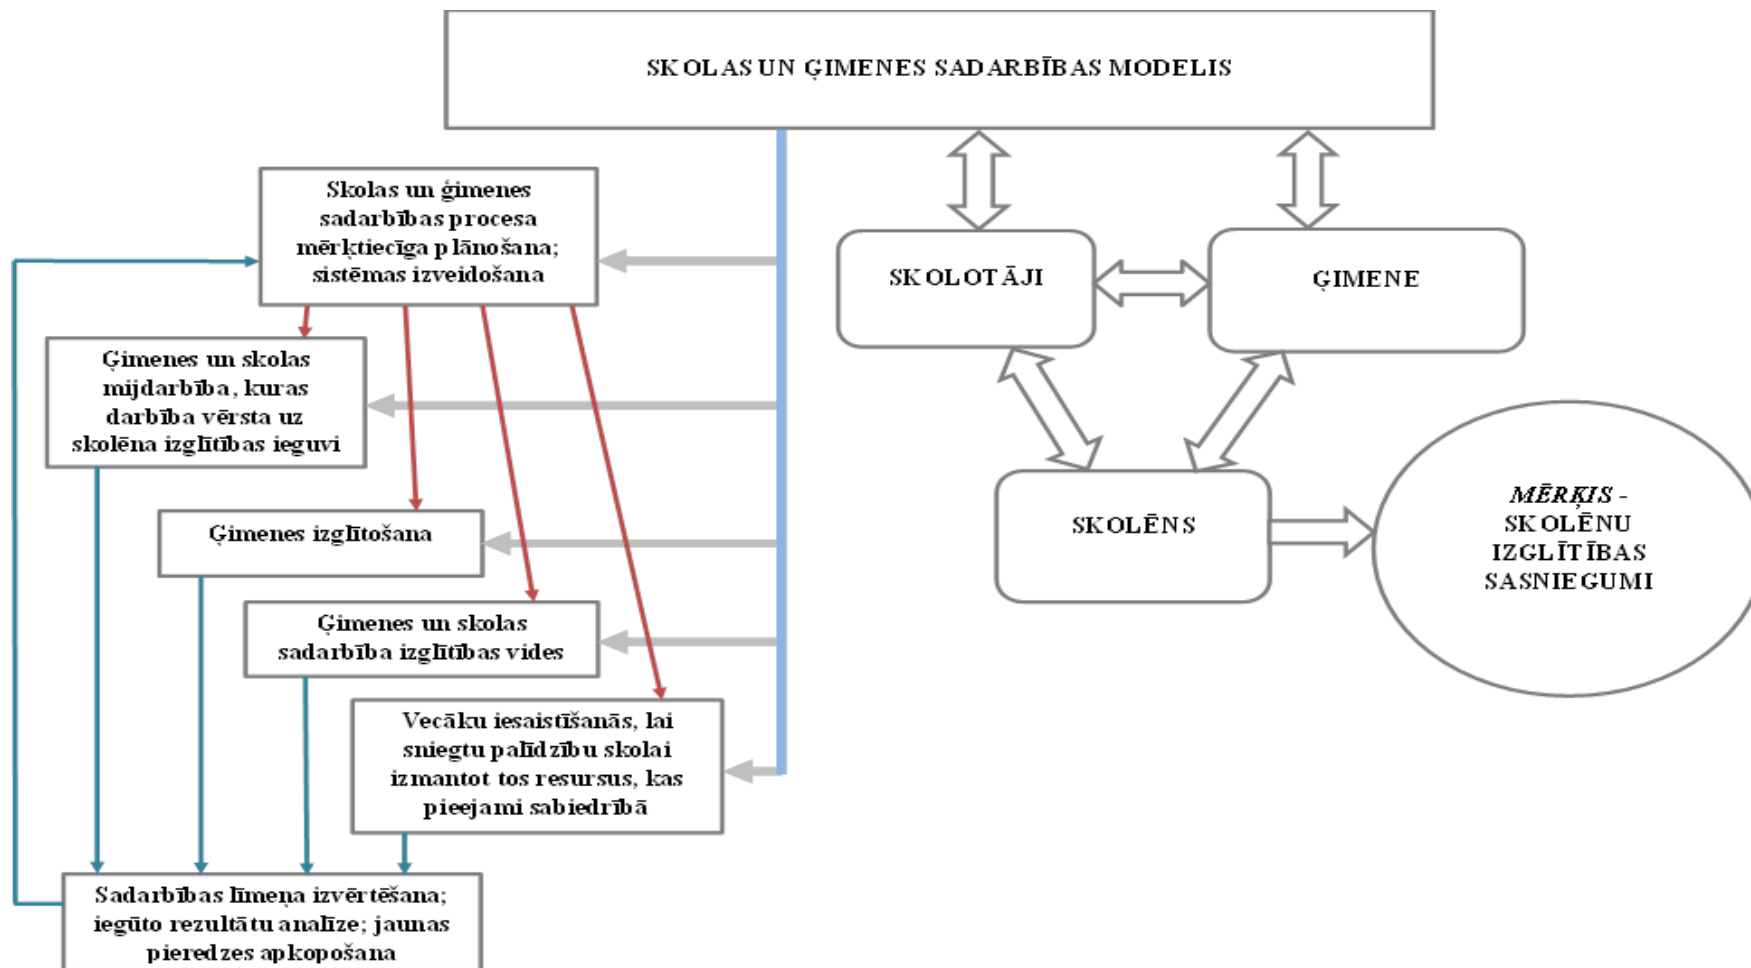 SKOLAS UN ĢIMENES SADARBĪBAS MODELIS
Skolas un ģimenes
sadarbības procesa
mērķtiecīga plānošana;
sistēmas izveidošana
SKOLOTĀJI
ĢIMENE
Ģimenes un skolas
mijdarbība, kuras
darbība vērsta uz
skolēna izglītības ieguvi
Ģimenes izglītošana
SKOLĒNS
MĒRĶIS -
SKOLĒNU
IZGLĪTĪBAS
SASNIEGUMI
Ģimenes un skolas
sadarbība izglītības vides
Vecāku iesaistīšanās, lai
sniegtu palīdzību skolai
izmantot tos resursus, kas
pieejami sabiedrībā
Sadarbības līmeņa izvērtēšana;
iegūto rezultātu analīze; jaunas
pieredzes apkopošana